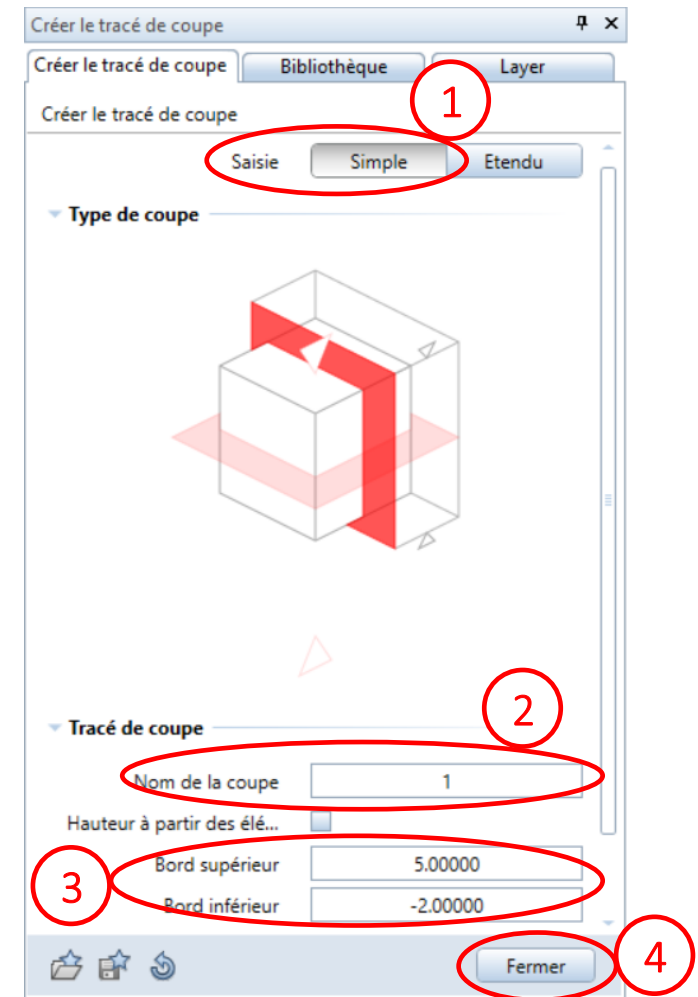 Créer le tracé de coupe
Créer le tracé de coupe Bibliothèque Layer
Créer le tracé de coupe
1
Saisie Simple Etendu
Type de coupe
2
Tracé de coupe
Nom de la coupe 1
Hauteur à partir des élé...
Bord supérieur 5.00000
3
Bord inférieur -2.00000
Fermer 4